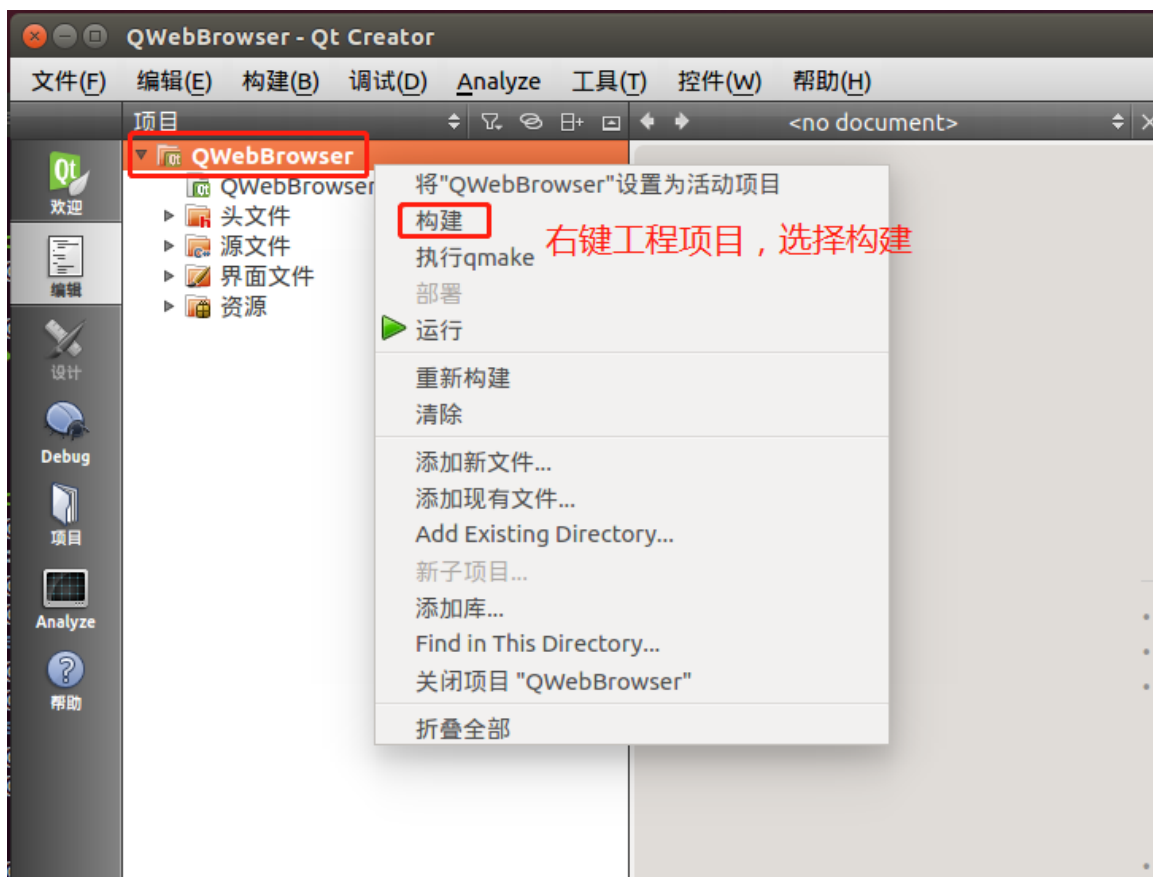 QWebBrowser - Qt Creator
文件(F) 编辑(E) 构建(B) 调试(D) Analyze 工具(T) 控件(W) 帮助(H)
项目 <no document>
QWebBrowser
QWebBrowser
头文件
源文件
界面文件
资源
欢迎
编辑
设计
Debug
项目
Analyze
帮助
将"QWebBrowser"设置为活动项目
构建
右键工程项目，选择构建
执行qmake
部署
运行
重新构建
清除
添加新文件...
添加现有文件...
Add Existing Directory...
新子项目...
添加库...
Find in This Directory...
关闭项目 "QWebBrowser"
折叠全部